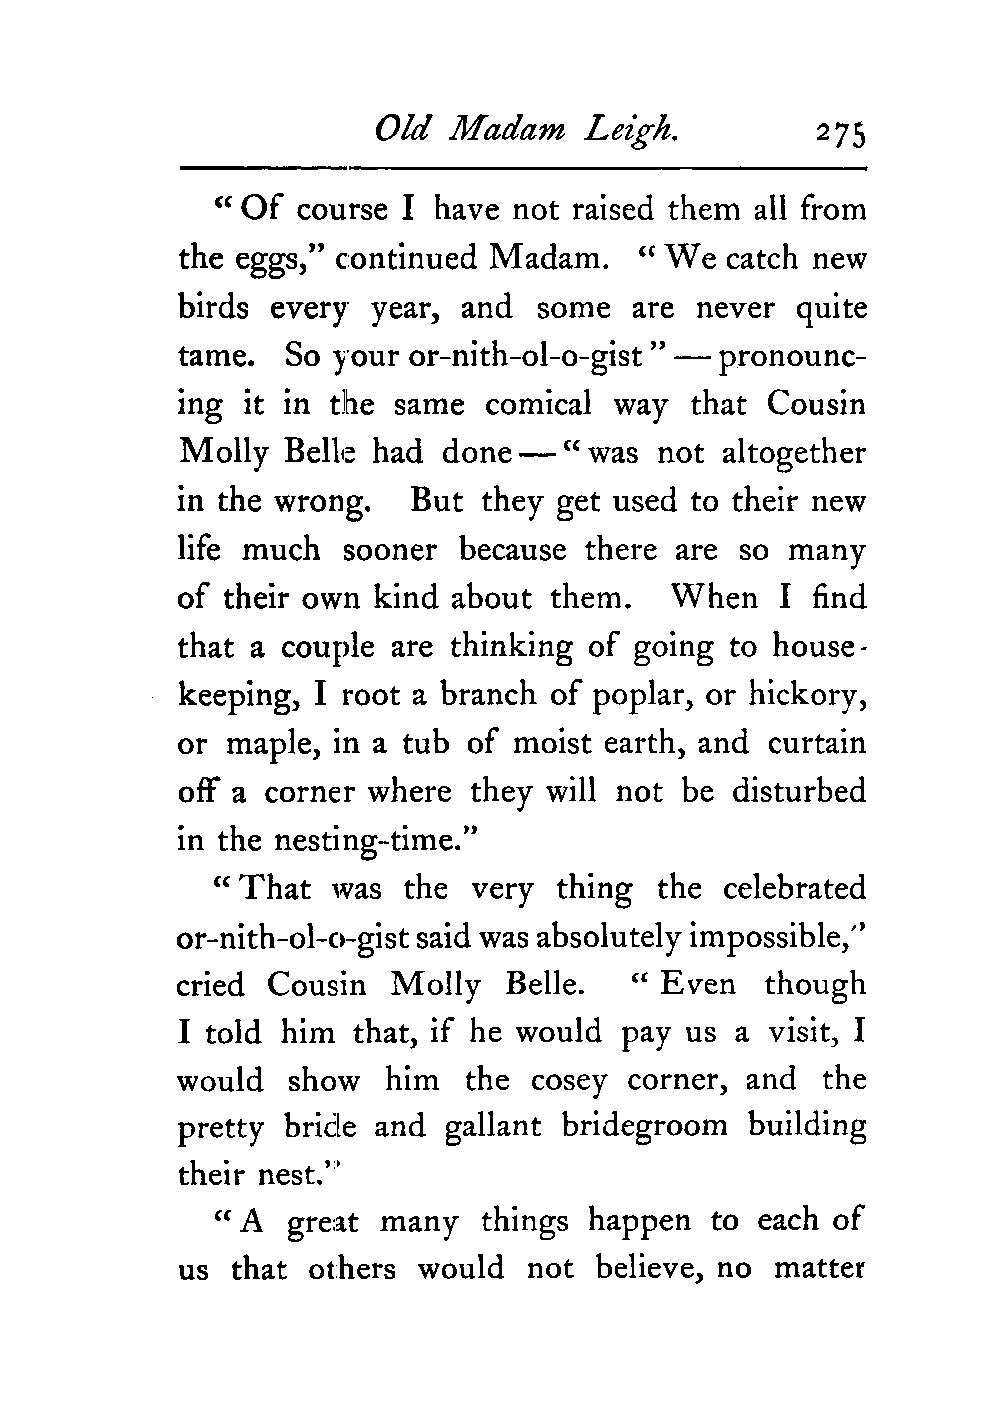 Old Madam Leigh. 275
“Of course I have not raised them all from
the eggs,” continued Madam. “We catch new
birds every year, and some are never quite
tame. So your or-nith-ol-o-gist” — pronounc-
ing it in the same comical way that Cousin
Molly Belle had done — “was not altogether
in the wrong. But they get used to their new
life much sooner because there are so many
of their own kind about them. When I find
that a couple are thinking of going to house-
keeping, I root a branch of poplar, or hickory,
or maple, in a tub of moist earth, and curtain
off a corner where they will not be disturbed
in the nesting-time.”
“That was the very thing the celebrated
or-nith-ol-o-gist said was absolutely impossible,”
cried Cousin Molly Belle. “Even though
I told him that, if he would pay us a visit, I
would show him the cosey corner, and the
pretty bride and gallant bridegroom building
their nest.”
“A great many things happen to each of
us that others would not believe, no matter